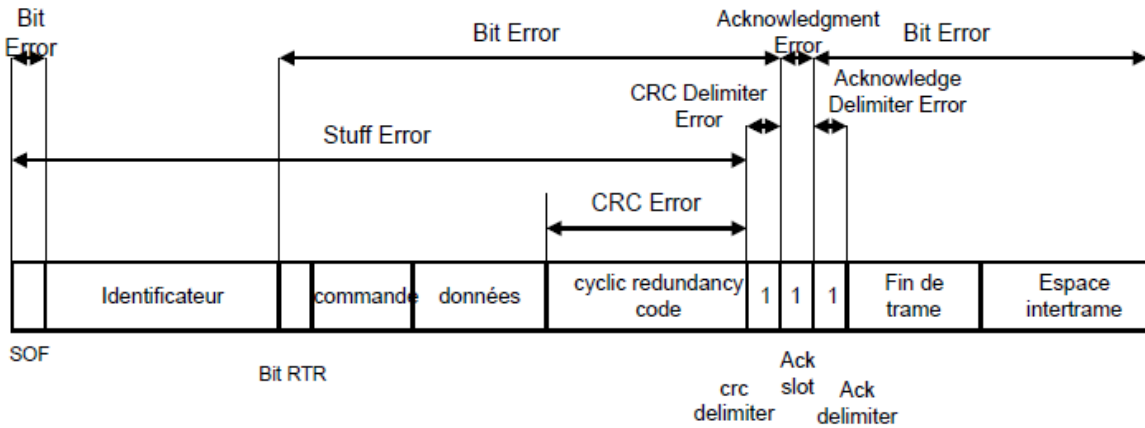 Bit
Error
Bit Error
Acknowledgment
Error
Bit Error
CRC Delimiter
Error
Acknowledge
Delimiter Error
Stuff Error
CRC Error
Identificateur
commande
données
cyclic redundancy
code
1
1
1
Fin de
trame
Espace
intertrame
SOF
Bit RTR
crc
delimiter
Ack
slot
Ack
delimiter